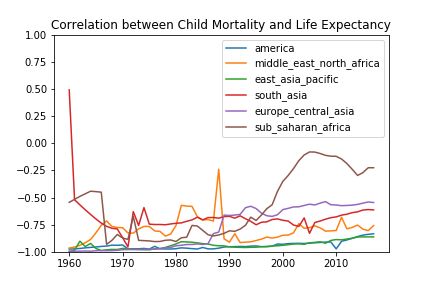 Correlation between Child Mortality and Life Expectancy
1.00
0.75
0.50
0.25
0.00
−0.25
−0.50
−0.75
−1.00
america
middle_east_north_africa
east_asia_pacific
south_asia
europe_central_asia
sub_saharan_africa
1960 1970 1980 1990 2000 2010